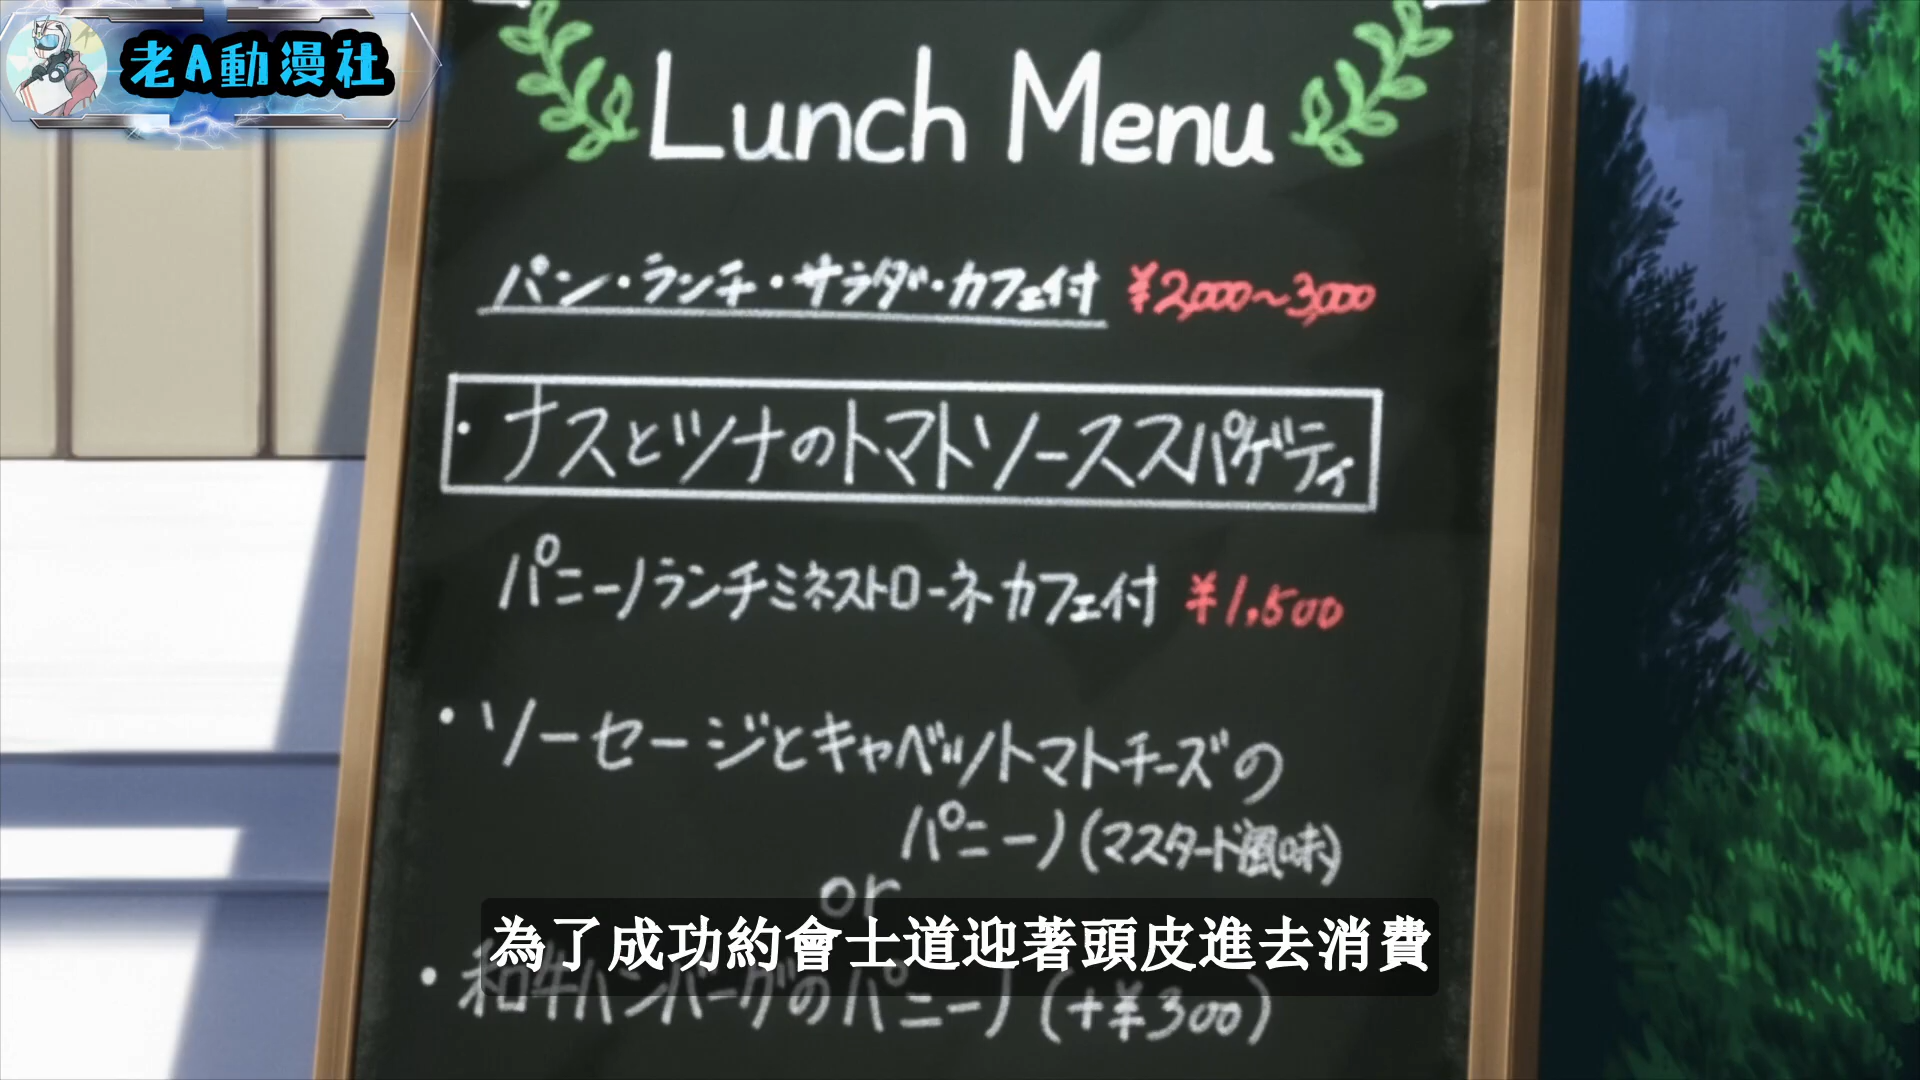 老A動漫社
Lunch Menu
パン・ランチ・サラダ・カフェ付 ¥2,000~3,000
・ナスとツナのトマトソーススパゲティ
パニーノランチミネストローネカフェ付 ¥1,500
・ソーセージとキャベツトマトチーズの
パニーノ(マスタード風味)
or
為了成功約會士道迎著頭皮進去消費
・和牛ハンバーグのパニーノ(+¥300)